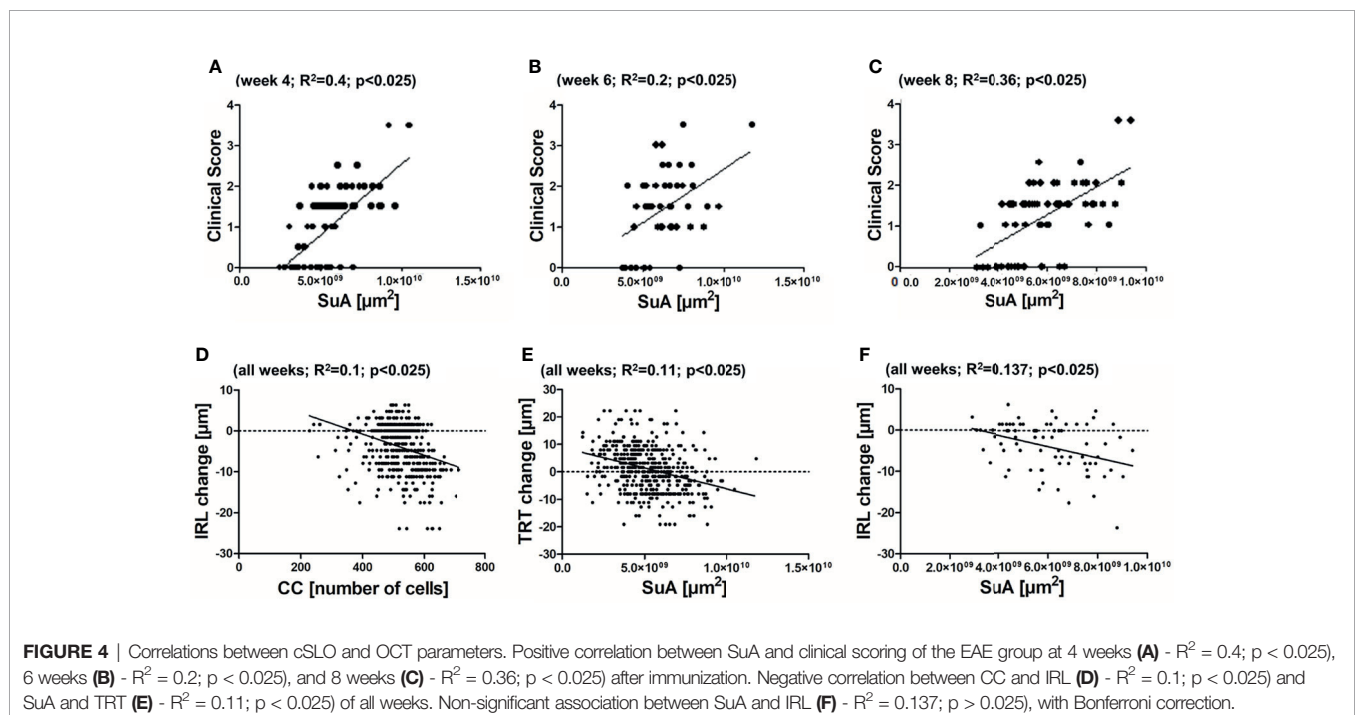 A
(week 4; R²=0.4; p<0.025)
4
3
2
1
0
Clinical Score
0.0
5.0×10⁰⁹
1.0×10¹⁰
1.5×10¹⁰
SuA [µm²]
B
(week 6; R²=0.2; p<0.025)
4
3
2
1
0
Clinical Score
0.0
5.0×10⁰⁹
1.0×10¹⁰
1.5×10¹⁰
SuA [µm²]
C
(week 8; R²=0.36; p<0.025)
4
3
2
1
0
Clinical Score
0 0.0
2.0×10⁰⁹
4.0×10⁰⁹
6.0×10⁰⁹
8.0×10⁰⁹
1.0×10¹⁰
SuA [µm²]
D
(all weeks; R²=0.1; p<0.025)
10
0
-10
-20
-30
IRL change [µm]
0
200
400
600
800
CC [number of cells]
E
(all weeks; R²=0.11; p<0.025)
30
20
10
0
-10
-20
-30
TRT change [µm]
0.0
5.0×10⁰⁹
1.0×10¹⁰
1.5×10¹⁰
SuA [µm²]
F
(all weeks; R²=0.137; p<0.025)
10
0
-10
-20
-30
IRL change [µm]
0.0
2.0×10⁰⁹
4.0×10⁰⁹
6.0×10⁰⁹
8.0×10⁰⁹
1.0×10¹⁰
SuA [µm²]
FIGURE 4 | Correlations between cSLO and OCT parameters. Positive correlation between SuA and clinical scoring of the EAE group at 4 weeks (A) - R² = 0.4; p < 0.025),
6 weeks (B) - R² = 0.2; p < 0.025), and 8 weeks (C) - R² = 0.36; p < 0.025) after immunization. Negative correlation between CC and IRL (D) - R² = 0.1; p < 0.025) and
SuA and TRT (E) - R² = 0.11; p < 0.025) of all weeks. Non-significant association between SuA and IRL (F) - R² = 0.137; p > 0.025), with Bonferroni correction.